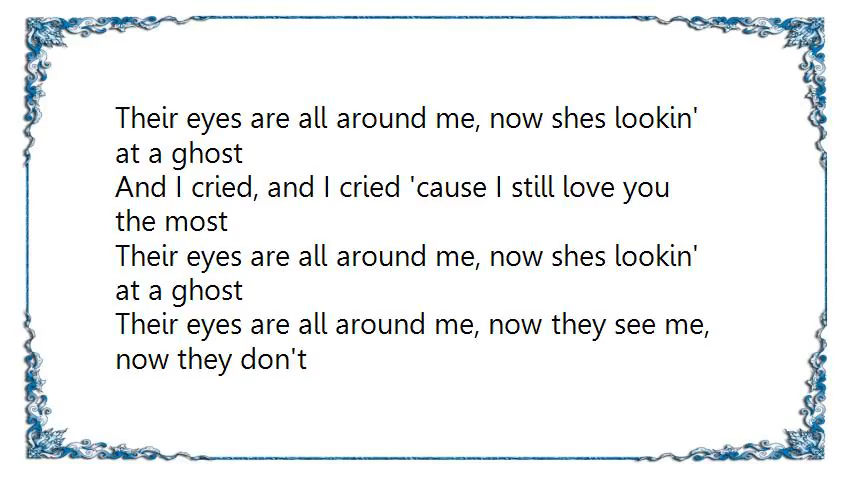 Their eyes are all around me, now shes lookin'
at a ghost
And I cried, and I cried 'cause I still love you
the most
Their eyes are all around me, now shes lookin'
at a ghost
Their eyes are all around me, now they see me,
now they don't